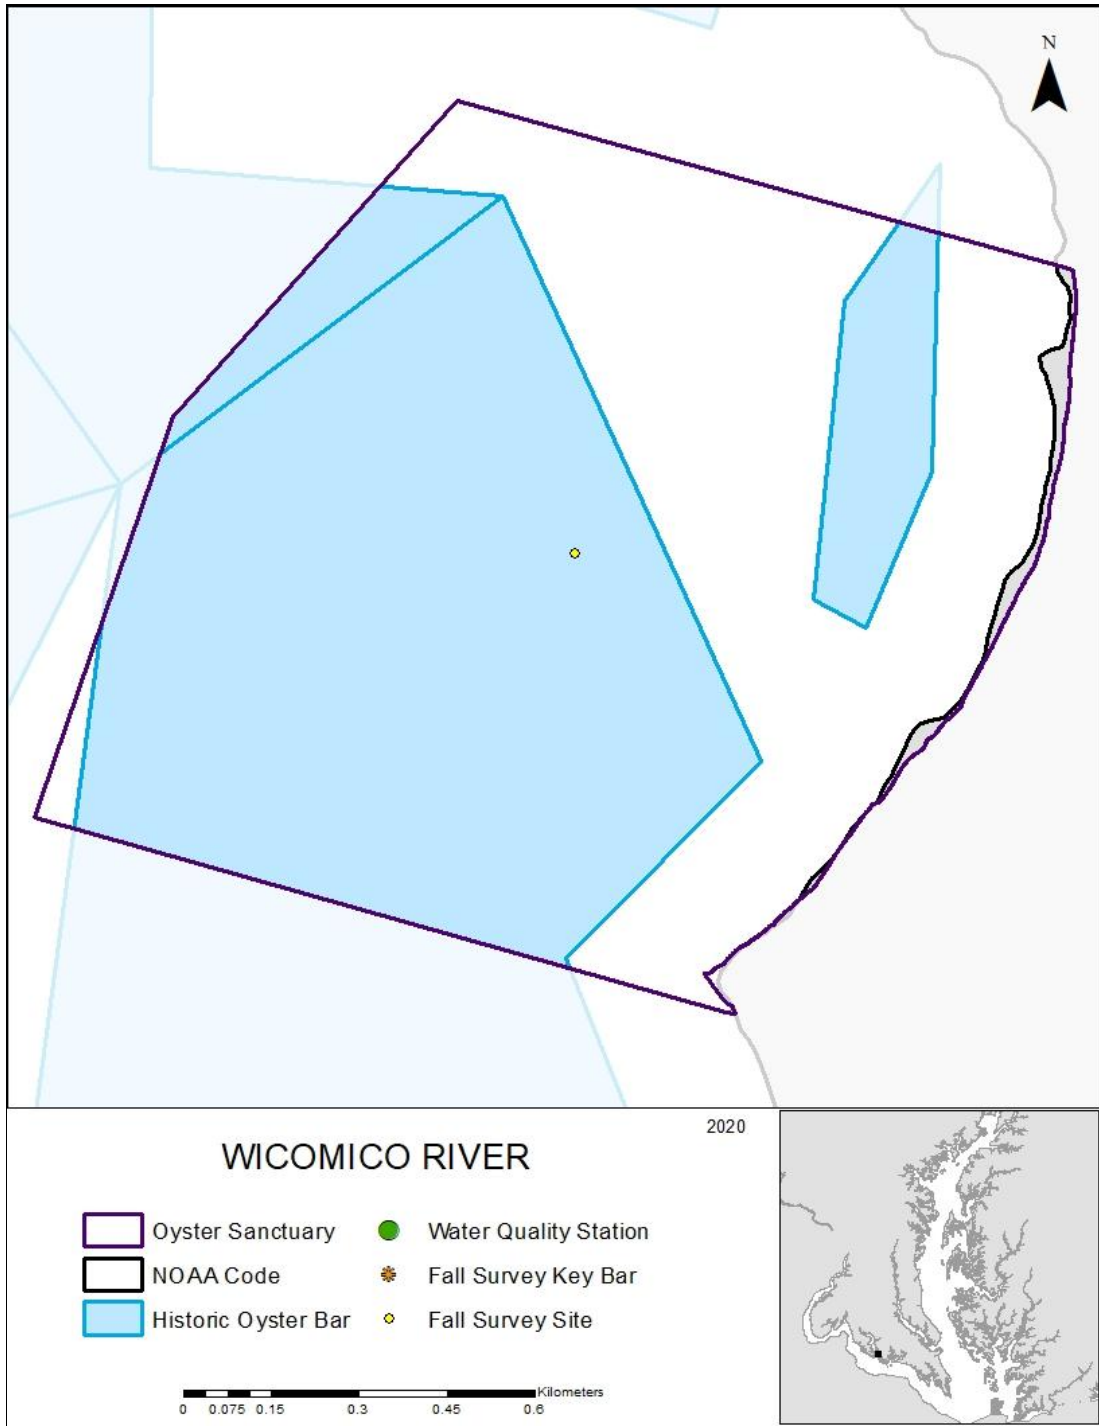 N
2020
WICOMICO RIVER
Oyster Sanctuary
Water Quality Station
NOAA Code
Fall Survey Key Bar
Historic Oyster Bar
Fall Survey Site
Kilometers
0 0.075 0.15 0.3 0.45 0.6